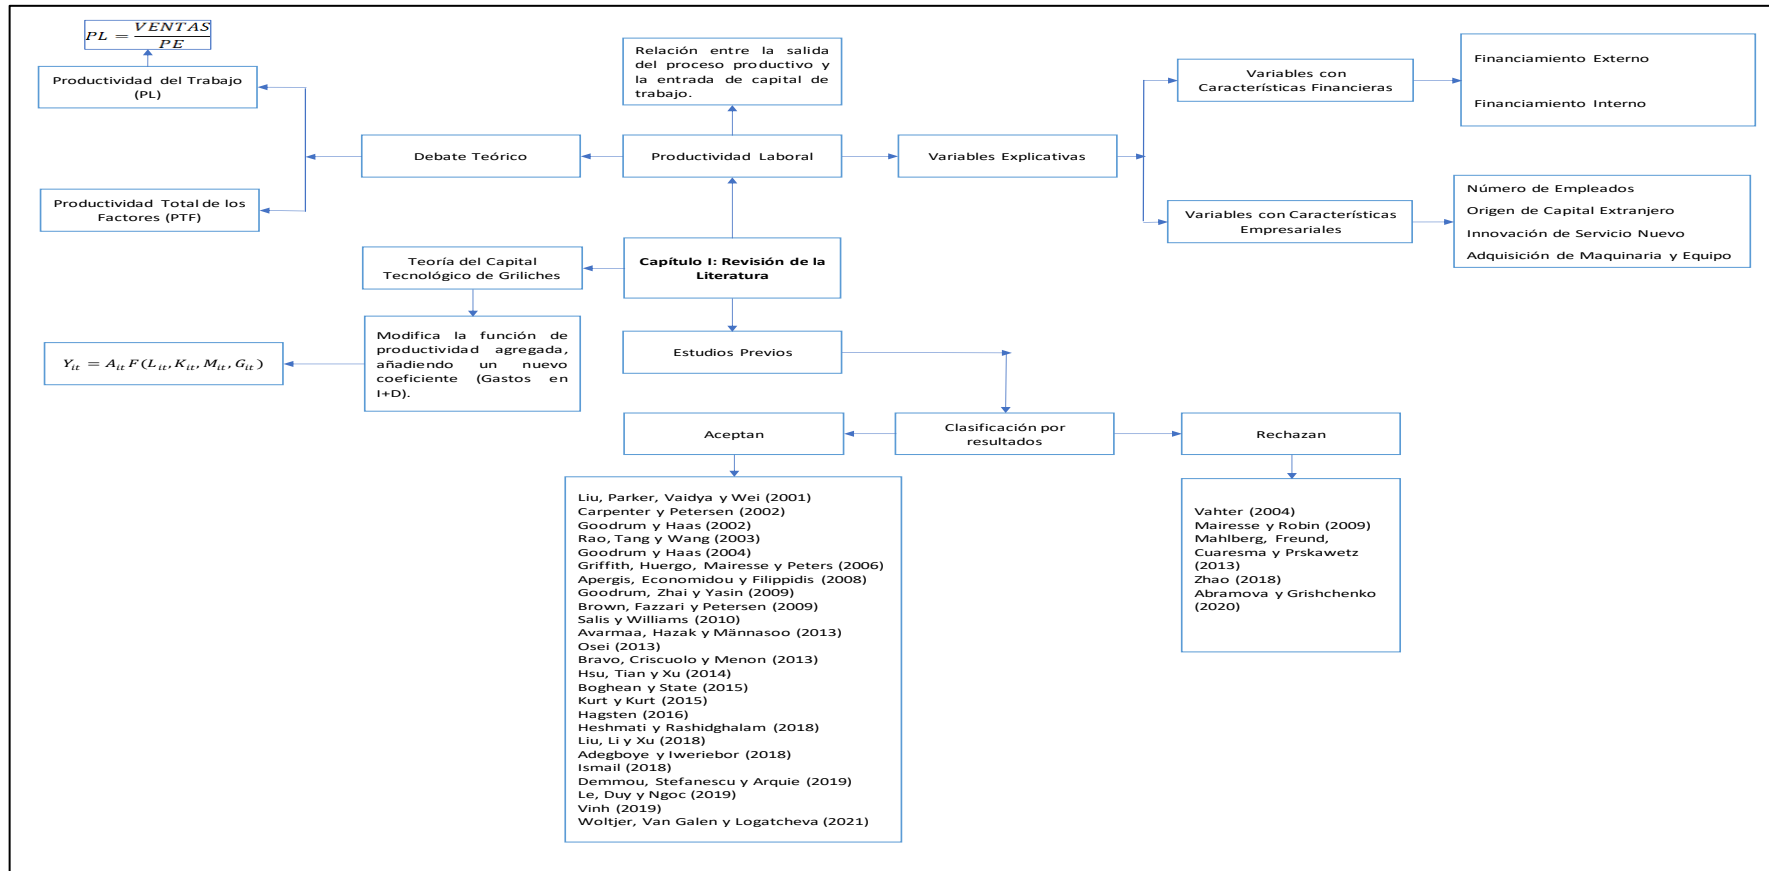 PL = VENTAS / PE
Productividad del Trabajo
(PL)
Relación entre la salida
del proceso productivo y
la entrada de capital de
trabajo.
Variables con
Características Financieras
Financiamiento Externo
Financiamiento Interno
Debate Teórico
Productividad Laboral
Variables Explicativas
Productividad Total de los
Factores (PTF)
Variables con Características
Empresariales
Número de Empleados
Origen de Capital Extranjero
Innovación de Servicio Nuevo
Adquisición de Maquinaria y Equipo
Teoría del Capital
Tecnológico de Griliches
Capítulo I: Revisión de la
Literatura
Modifica la función de
productividad agregada,
añadiendo un nuevo
coeficiente (Gastos en
I+D).
Y_it = A_it F(L_it, K_it, M_it, G_it)
Estudios Previos
Aceptan
Clasificación por
resultados
Rechazan
Liu, Parker, Vaidya y Wei (2001)
Carpenter y Petersen (2002)
Goodrum y Haas (2002)
Rao, Tang y Wang (2003)
Goodrum y Haas (2004)
Griffith, Huergo, Mairesse y Peters (2006)
Apergis, Economidou y Filippidis (2008)
Goodrum, Zhai y Yasin (2009)
Brown, Fazzari y Petersen (2009)
Salis y Williams (2010)
Avarmaa, Hazak y Männasoo (2013)
Osei (2013)
Bravo, Criscuolo y Menon (2013)
Hsu, Tian y Xu (2014)
Boghean y State (2015)
Kurt y Kurt (2015)
Hagsten (2016)
Heshmati y Rashidghalam (2018)
Liu, Li y Xu (2018)
Adegboye y Iweriebor (2018)
Ismail (2018)
Demmou, Stefanescu y Arquie (2019)
Le, Duy y Ngoc (2019)
Vinh (2019)
Woltjer, Van Galen y Logatcheva (2021)
Vahter (2004)
Mairesse y Robin (2009)
Mahlberg, Freund,
Cuaresma y Prskawetz
(2013)
Zhao (2018)
Abramova y Grishchenko
(2020)